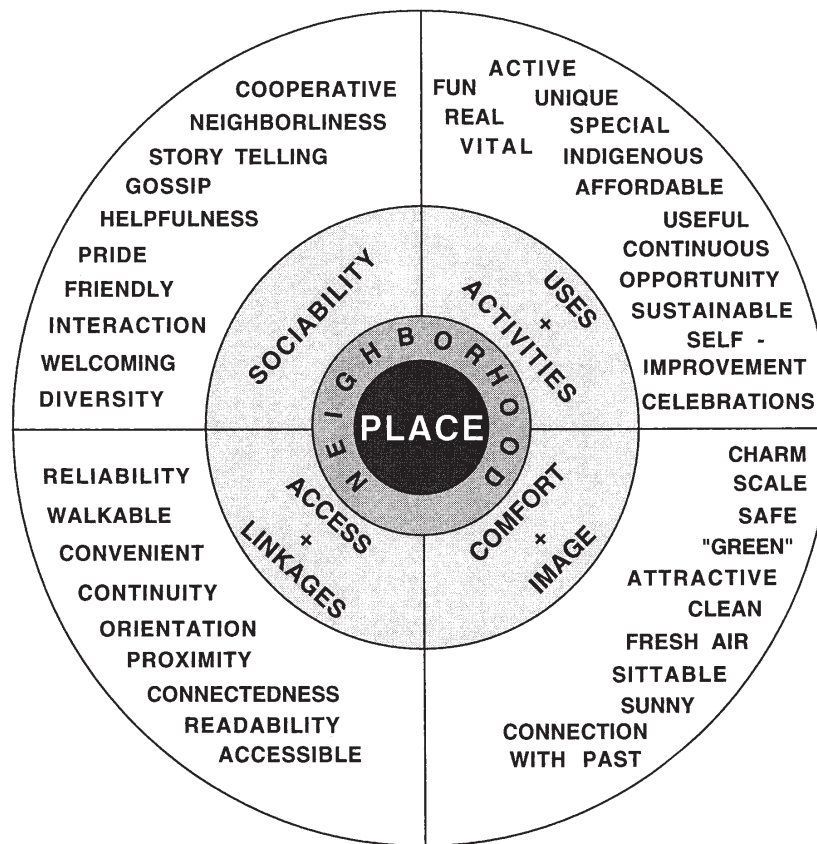 COOPERATIVE
NEIGHBORLINESS
STORY TELLING
GOSSIP
HELPFULNESS
PRIDE
FRIENDLY
INTERACTION
WELCOMING
DIVERSITY
ACTIVE
FUN
UNIQUE
REAL
SPECIAL
VITAL
INDIGENOUS
AFFORDABLE
USEFUL
CONTINUOUS
OPPORTUNITY
SUSTAINABLE
SELF -
IMPROVEMENT
CELEBRATIONS
SOCIABILITY
USES
+
ACTIVITIES
NEIGHBORHOOD
PLACE
ACCESS
+
LINKAGES
COMFORT
+
IMAGE
RELIABILITY
WALKABLE
CONVENIENT
CONTINUITY
ORIENTATION
PROXIMITY
CONNECTEDNESS
READABILITY
ACCESSIBLE
CHARM
SCALE
SAFE
"GREEN"
ATTRACTIVE
CLEAN
FRESH AIR
SITTABLE
SUNNY
CONNECTION
WITH PAST